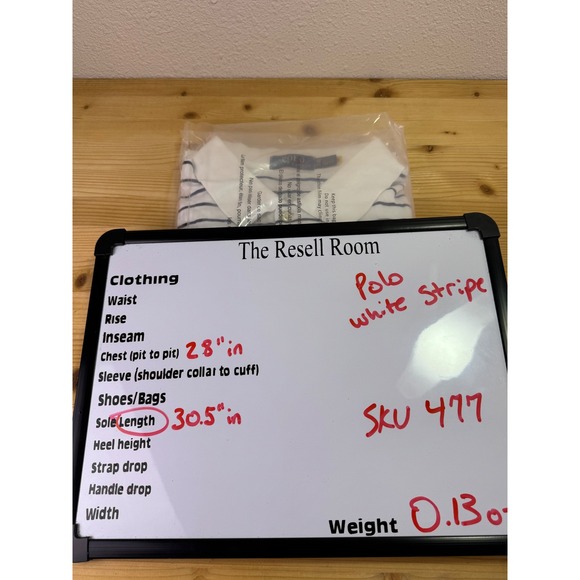 The Resell Room
Clothing
Polo
white stripe
Waist
Rise
Inseam
Chest (pit to pit) 28" in
Sleeve (shoulder collar to cuff)
Shoes/Bags
Sole Length 30.5" in
SKU 477
Heel height
Strap drop
Handle drop
Width
Weight 0.13 o